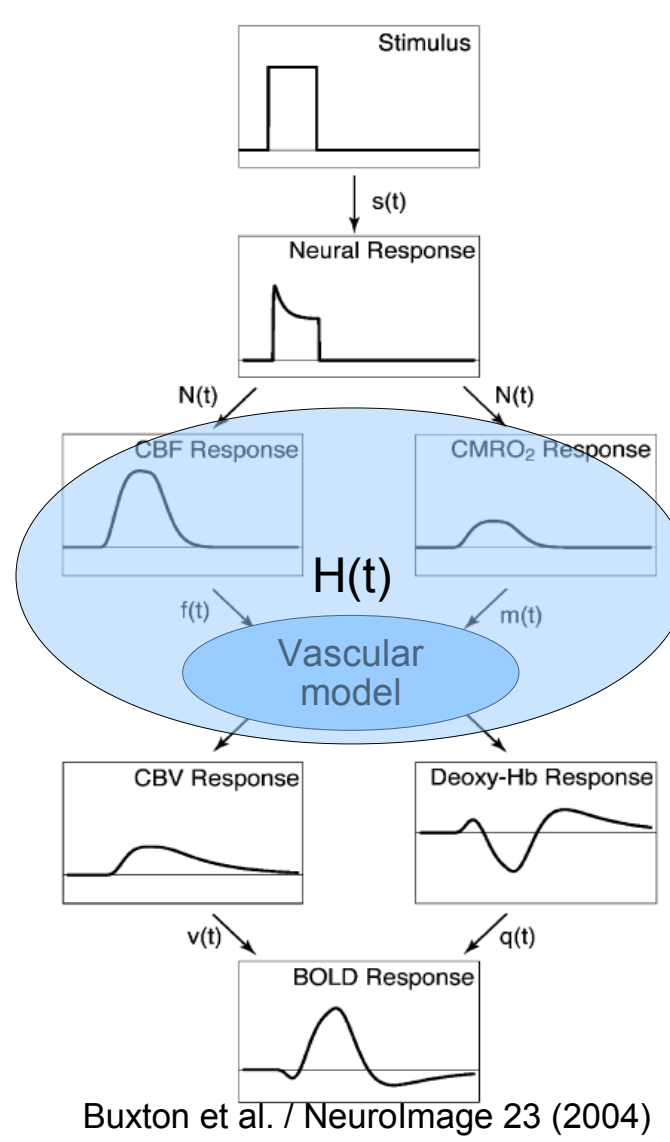 Stimulus
s(t)
Neural Response
N(t) N(t)
CBF Response CMRO₂ Response
H(t)
f(t) m(t)
Vascular
model
CBV Response Deoxy-Hb Response
v(t) q(t)
BOLD Response
Buxton et al. / NeuroImage 23 (2004)